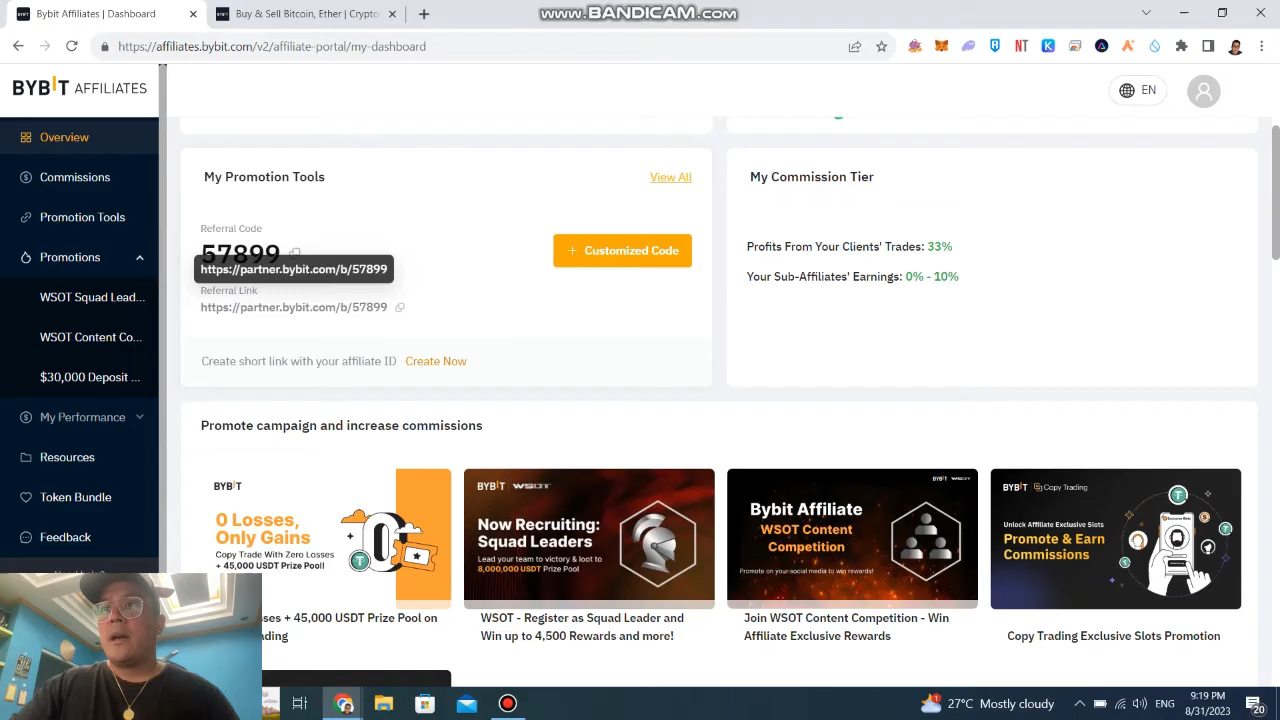 Bybit Affiliates | Dashboard
Buy & Sell Bitcoin, Ether | Crypto
www.BANDICAM.com
https://affiliates.bybit.com/v2/affiliate-portal/my-dashboard
NT
K
BYBIT AFFILIATES
EN
Overview
Commissions
Promotion Tools
Promotions
WSOT Squad Lead...
WSOT Content Co...
$30,000 Deposit ...
My Performance
Resources
Token Bundle
Feedback
My Promotion Tools
View All
Referral Code
57899
https://partner.bybit.com/b/57899
Referral Link
https://partner.bybit.com/b/57899
+ Customized Code
Create short link with your affiliate ID Create Now
My Commission Tier
Profits From Your Clients' Trades: 33%
Your Sub-Affiliates' Earnings: 0% - 10%
Promote campaign and increase commissions
BYBIT
0 Losses,
Only Gains
Copy Trade With Zero Losses
+ 45,000 USDT Prize Pool!
+ 45,000 USDT Prize Pool on
BYBIT | WSOT
Now Recruiting:
Squad Leaders
Lead your team to victory & loot to
8,000,000 USDT Prize Pool
WSOT - Register as Squad Leader and
Win up to 4,500 Rewards and more!
BYBIT WSOT
Bybit Affiliate
WSOT Content
Competition
Promote on your social media to win rewards!
Join WSOT Content Competition - Win
Affiliate Exclusive Rewards
BYBIT Copy Trading
Unlock Affiliate Exclusive Slots
Promote & Earn
Commissions
Copy Trading Exclusive Slots Promotion
27°C Mostly cloudy
ENG
9:19 PM
8/31/2023
20